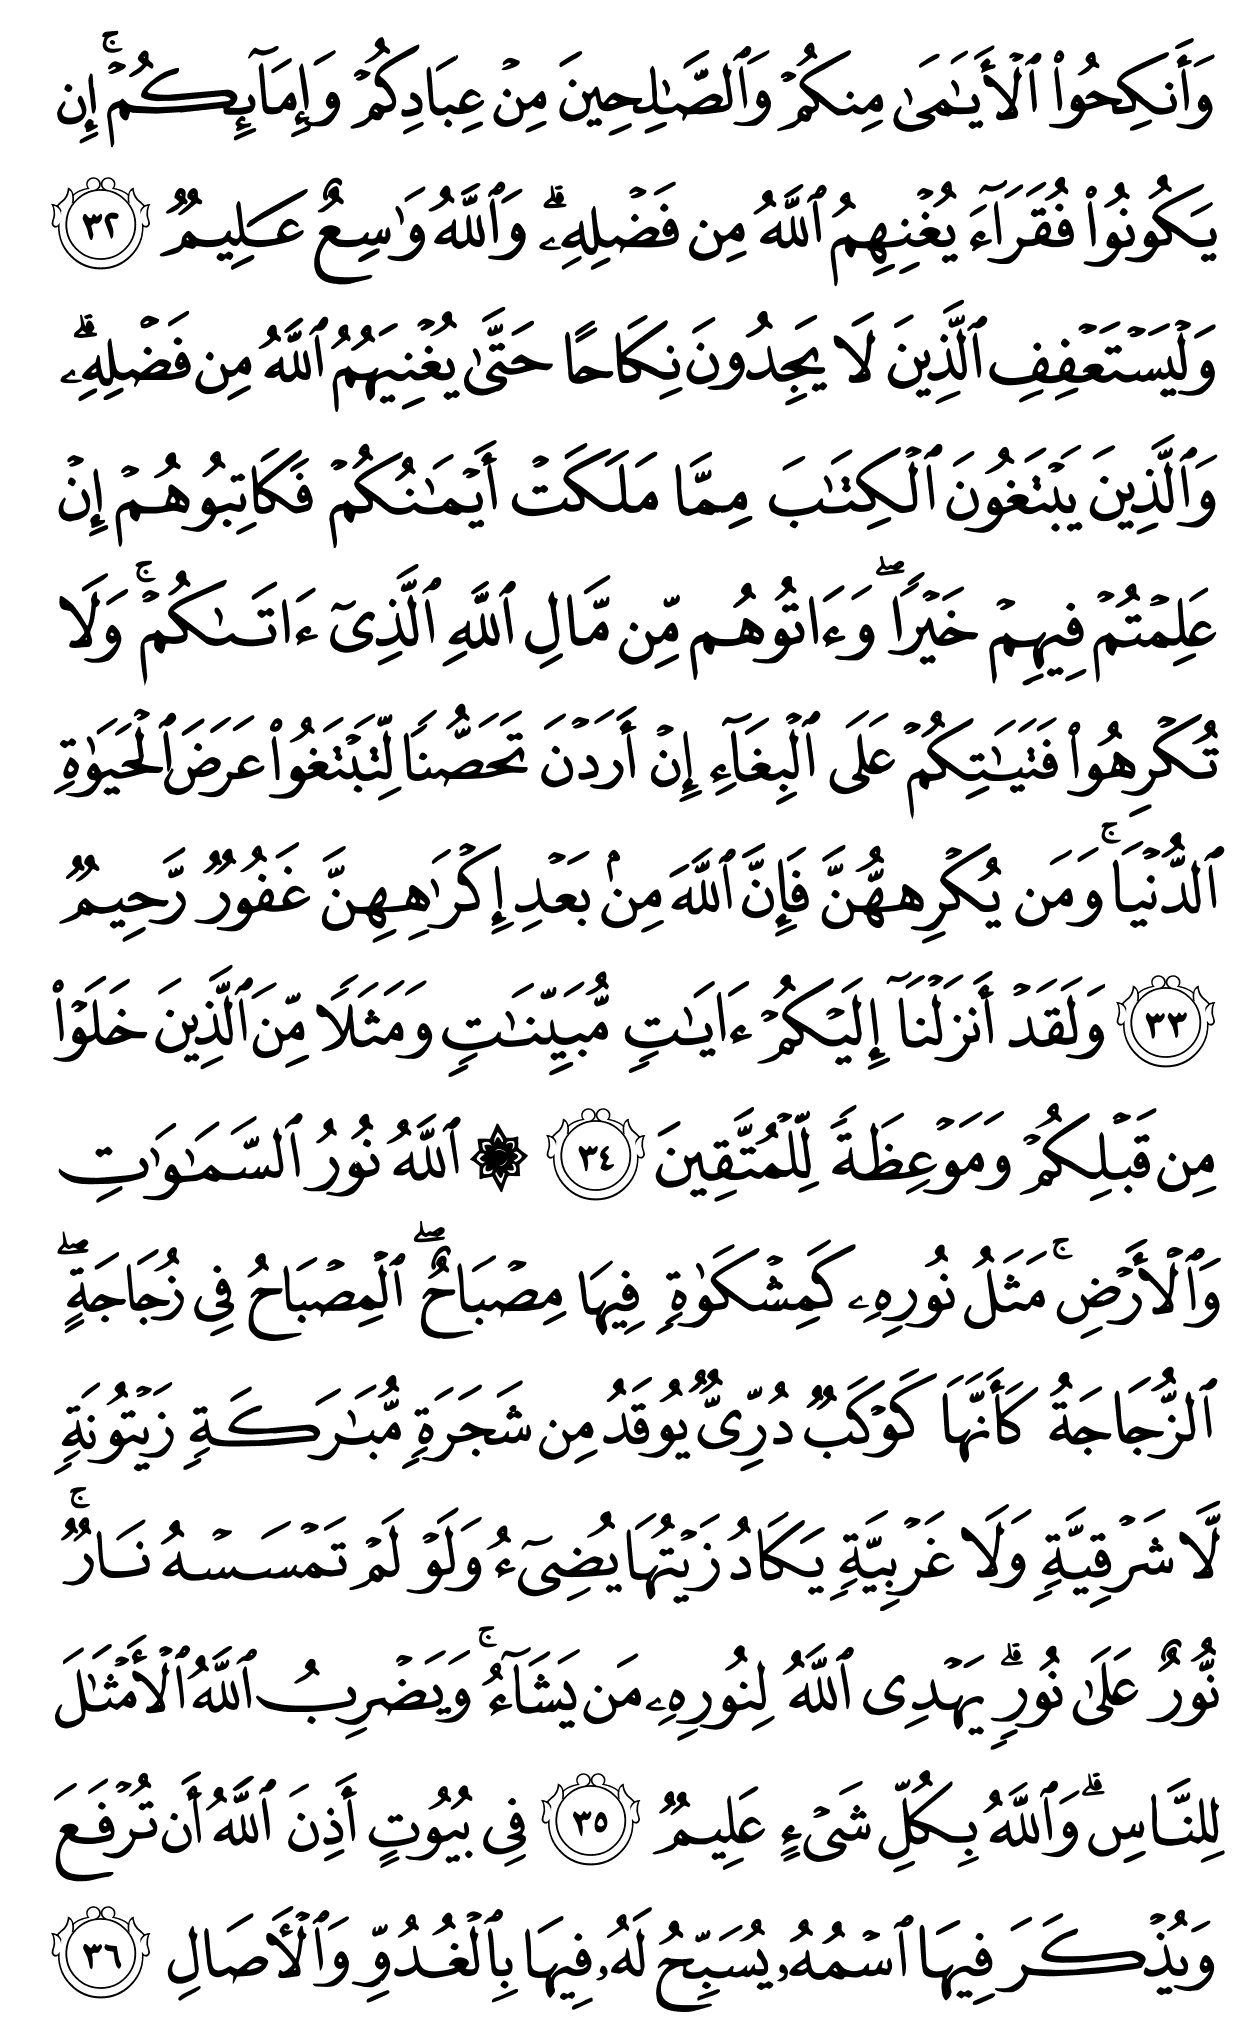 وَأَنكِحُوا۟ ٱلْأَيَـٰمَىٰ مِنكُمْ وَٱلصَّـٰلِحِينَ مِنْ عِبَادِكُمْ وَإِمَآئِكُمْ ۚ إِن
يَكُونُوا۟ فُقَرَآءَ يُغْنِهِمُ ٱللَّهُ مِن فَضْلِهِۦ ۗ وَٱللَّهُ وَٰسِعٌ عَلِيمٌ ٣٢
وَلْيَسْتَعْفِفِ ٱلَّذِينَ لَا يَجِدُونَ نِكَاحًا حَتَّىٰ يُغْنِيَهُمُ ٱللَّهُ مِن فَضْلِهِۦ ۗ
وَٱلَّذِينَ يَبْتَغُونَ ٱلْكِتَـٰبَ مِمَّا مَلَكَتْ أَيْمَـٰنُكُمْ فَكَاتِبُوهُمْ إِنْ
عَلِمْتُمْ فِيهِمْ خَيْرًا ۖ وَءَاتُوهُم مِّن مَّالِ ٱللَّهِ ٱلَّذِىٓ ءَاتَىٰكُمْ ۚ وَلَا
تُكْرِهُوا۟ فَتَيَـٰتِكُمْ عَلَى ٱلْبِغَآءِ إِنْ أَرَدْنَ تَحَصُّنًا لِّتَبْتَغُوا۟ عَرَضَ ٱلْحَيَوٰةِ
ٱلدُّنْيَا ۚ وَمَن يُكْرِههُّنَّ فَإِنَّ ٱللَّهَ مِنۢ بَعْدِ إِكْرَٰهِهِنَّ غَفُورٌ رَّحِيمٌ
٣٣ وَلَقَدْ أَنزَلْنَآ إِلَيْكُمْ ءَايَـٰتٍ مُّبَيِّنَـٰتٍ وَمَثَلًا مِّنَ ٱلَّذِينَ خَلَوْا۟
مِن قَبْلِكُمْ وَمَوْعِظَةً لِّلْمُتَّقِينَ ٣٤ ۞ ٱللَّهُ نُورُ ٱلسَّمَـٰوَٰتِ
وَٱلْأَرْضِ ۚ مَثَلُ نُورِهِۦ كَمِشْكَوٰةٍ فِيهَا مِصْبَاحٌ ۖ ٱلْمِصْبَاحُ فِى زُجَاجَةٍ ۖ
ٱلزُّجَاجَةُ كَأَنَّهَا كَوْكَبٌ دُرِّىٌّ يُوقَدُ مِن شَجَرَةٍ مُّبَـٰرَكَةٍ زَيْتُونَةٍ
لَّا شَرْقِيَّةٍ وَلَا غَرْبِيَّةٍ يَكَادُ زَيْتُهَا يُضِىٓءُ وَلَوْ لَمْ تَمْسَسْهُ نَارٌ ۚ
نُّورٌ عَلَىٰ نُورٍ ۗ يَهْدِى ٱللَّهُ لِنُورِهِۦ مَن يَشَآءُ ۚ وَيَضْرِبُ ٱللَّهُ ٱلْأَمْثَـٰلَ
لِلنَّاسِ ۗ وَٱللَّهُ بِكُلِّ شَىْءٍ عَلِيمٌ ٣٥ فِى بُيُوتٍ أَذِنَ ٱللَّهُ أَن تُرْفَعَ
وَيُذْكَرَ فِيهَا ٱسْمُهُۥ يُسَبِّحُ لَهُۥ فِيهَا بِٱلْغُدُوِّ وَٱلْـَٔاصَالِ ٣٦